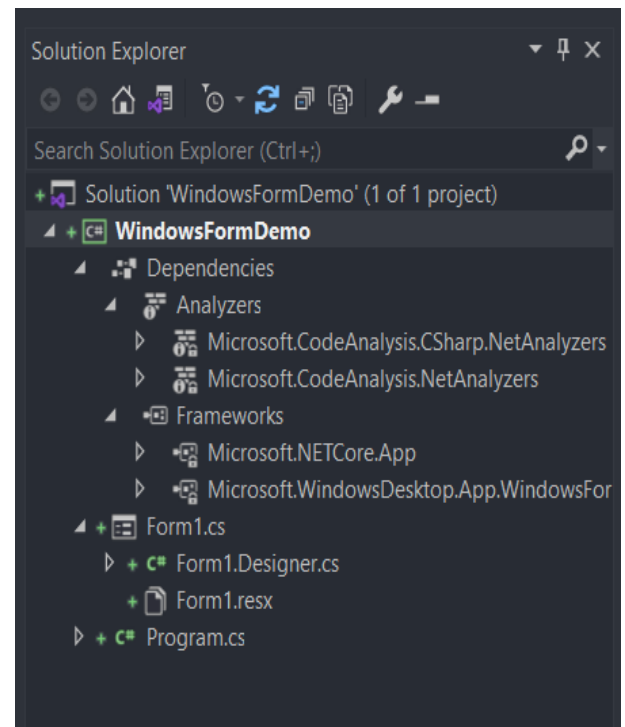 Solution Explorer
Search Solution Explorer (Ctrl+;)
Solution 'WindowsFormDemo' (1 of 1 project)
C# WindowsFormDemo
Dependencies
Analyzers
Microsoft.CodeAnalysis.CSharp.NetAnalyzers
Microsoft.CodeAnalysis.NetAnalyzers
Frameworks
Microsoft.NETCore.App
Microsoft.WindowsDesktop.App.WindowsFor
Form1.cs
C# Form1.Designer.cs
Form1.resx
C# Program.cs